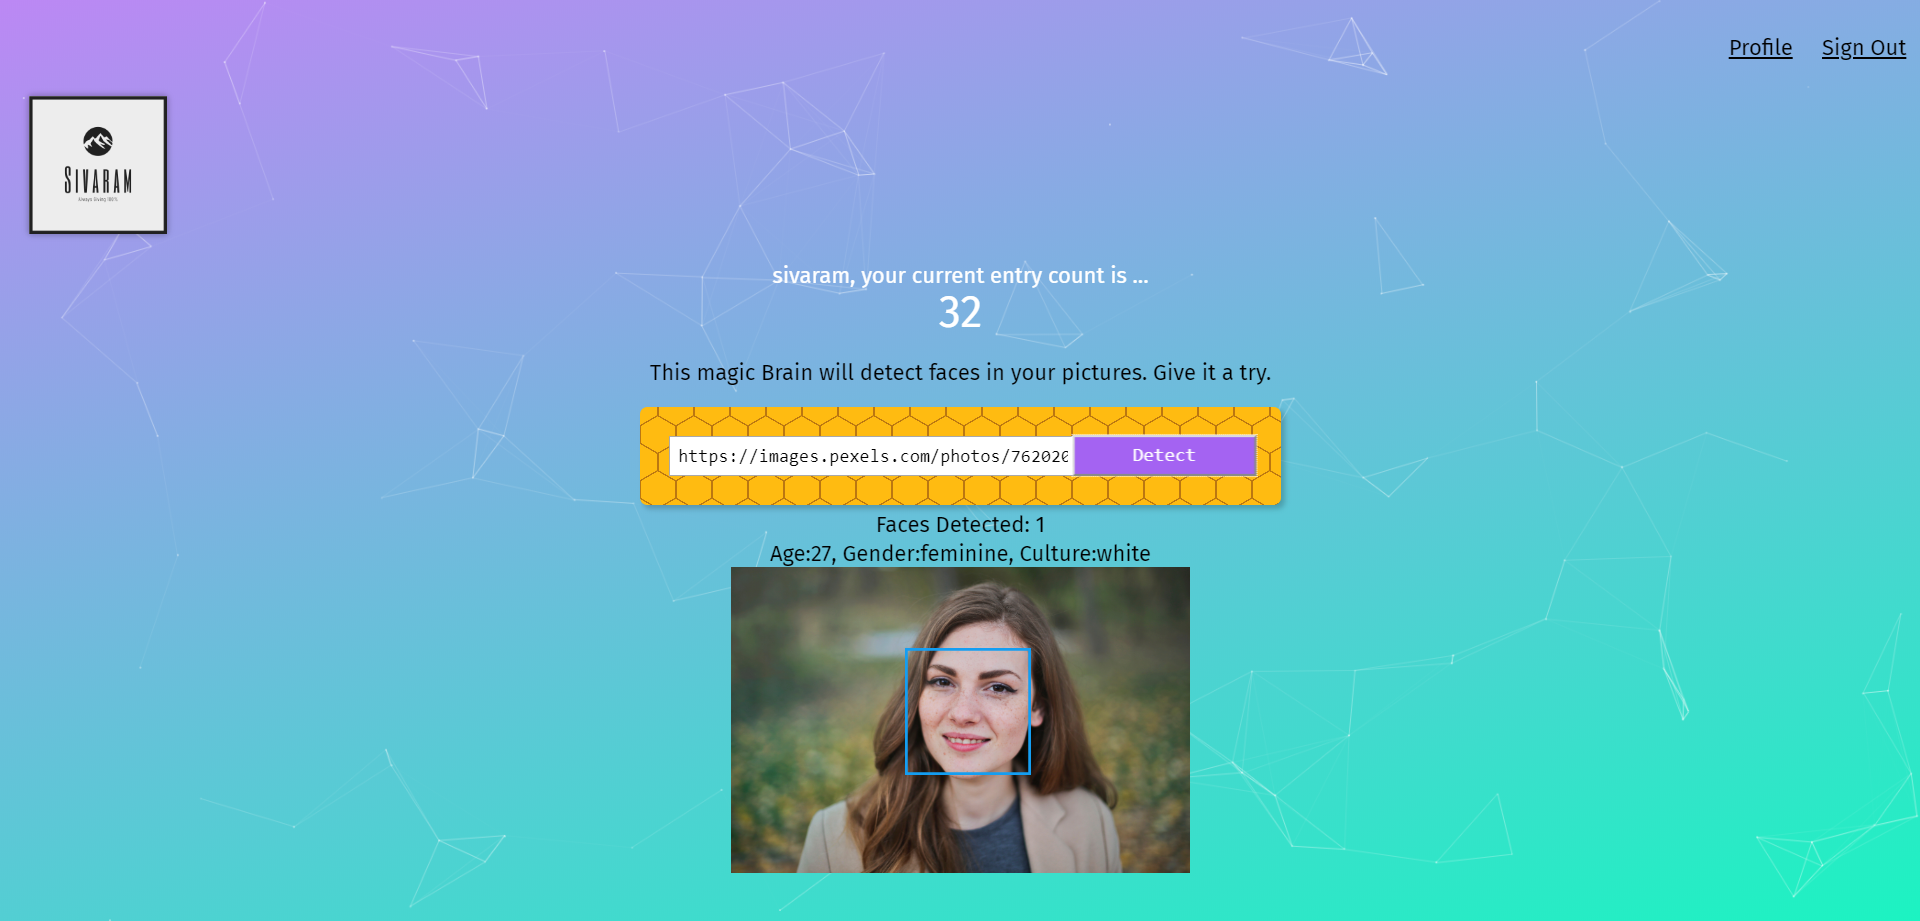 Profile Sign Out
SIVARAM
Always Giving 100%
sivaram, your current entry count is ...
32
This magic Brain will detect faces in your pictures. Give it a try.
https://images.pexels.com/photos/762020 Detect
Faces Detected: 1
Age:27, Gender:feminine, Culture:white